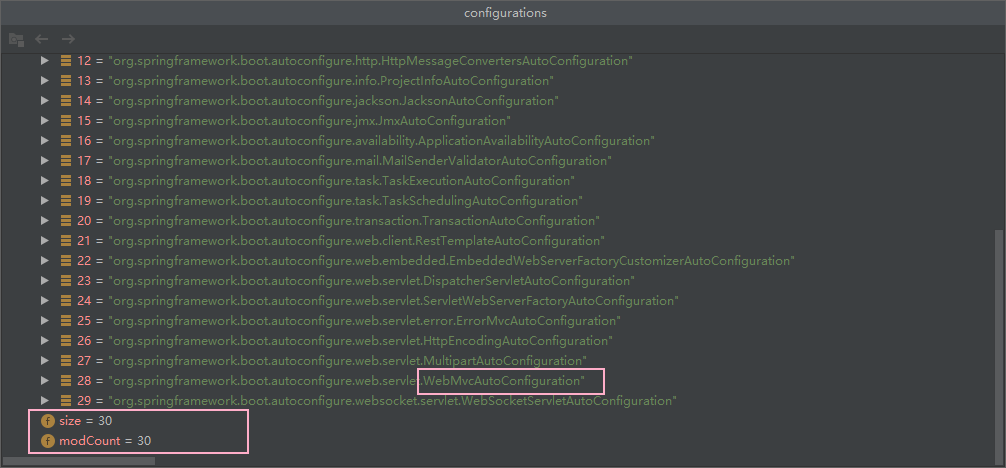 configurations
12 = "org.springframework.boot.autoconfigure.http.HttpMessageConvertersAutoConfiguration"
13 = "org.springframework.boot.autoconfigure.info.ProjectInfoAutoConfiguration"
14 = "org.springframework.boot.autoconfigure.jackson.JacksonAutoConfiguration"
15 = "org.springframework.boot.autoconfigure.jmx.JmxAutoConfiguration"
16 = "org.springframework.boot.autoconfigure.availability.ApplicationAvailabilityAutoConfiguration"
17 = "org.springframework.boot.autoconfigure.mail.MailSenderValidatorAutoConfiguration"
18 = "org.springframework.boot.autoconfigure.task.TaskExecutionAutoConfiguration"
19 = "org.springframework.boot.autoconfigure.task.TaskSchedulingAutoConfiguration"
20 = "org.springframework.boot.autoconfigure.transaction.TransactionAutoConfiguration"
21 = "org.springframework.boot.autoconfigure.web.client.RestTemplateAutoConfiguration"
22 = "org.springframework.boot.autoconfigure.web.embedded.EmbeddedWebServerFactoryCustomizerAutoConfiguration"
23 = "org.springframework.boot.autoconfigure.web.servlet.DispatcherServletAutoConfiguration"
24 = "org.springframework.boot.autoconfigure.web.servlet.ServletWebServerFactoryAutoConfiguration"
25 = "org.springframework.boot.autoconfigure.web.servlet.error.ErrorMvcAutoConfiguration"
26 = "org.springframework.boot.autoconfigure.web.servlet.HttpEncodingAutoConfiguration"
27 = "org.springframework.boot.autoconfigure.web.servlet.MultipartAutoConfiguration"
28 = "org.springframework.boot.autoconfigure.web.servlet.WebMvcAutoConfiguration"
29 = "org.springframework.boot.autoconfigure.websocket.servlet.WebSocketServletAutoConfiguration"
f size = 30
f modCount = 30